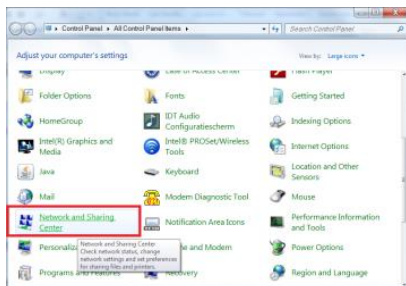 Control Panel ▸ All Control Panel Items ▸
Search Control Panel
Adjust your computer's settings
View by: Large icons
Display
Ease of Access Center
Flash Player
Folder Options
Fonts
Getting Started
HomeGroup
IDT Audio
Configuratiescherm
Indexing Options
Intel(R) Graphics and
Media
Intel® PROSet/Wireless
Tools
Internet Options
Java
Keyboard
Location and Other
Sensors
Mail
Modem Diagnostic Tool
Mouse
Network and Sharing
Center
Notification Area Icons
Performance Information
and Tools
Personaliz
Network and Sharing Center
Check network status, change
network settings and set preferences
for sharing files and printers.
e and Modem
Power Options
Programs and Features
Recovery
Region and Language